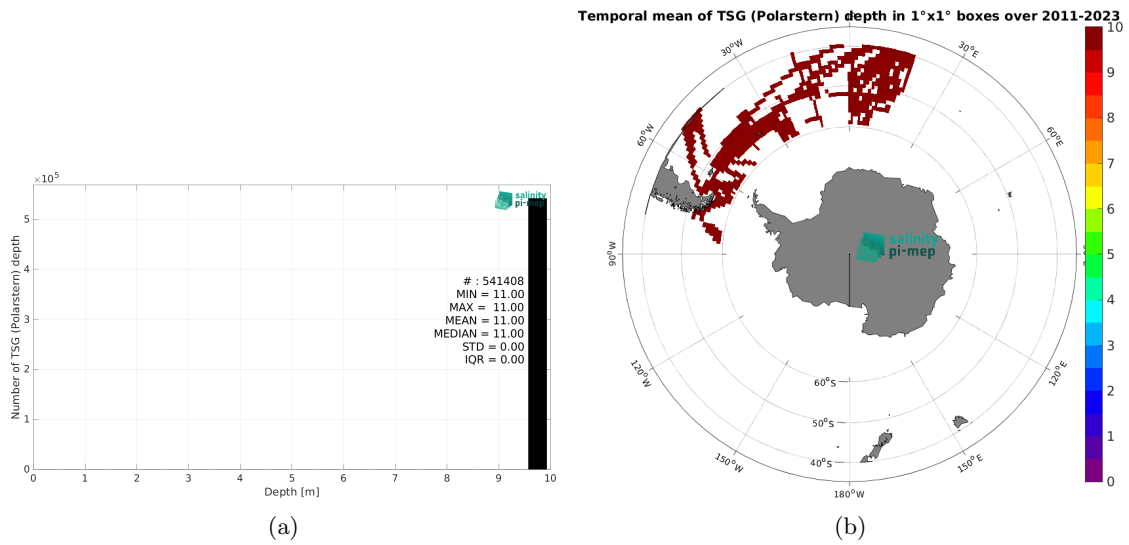 Temporal mean of TSG (Polarstern) depth in 1°x1° boxes over 2011-2023
×10⁵
5
4
3
2
1
0
Number of TSG (Polarstern) depth
salinity
pi-mep
# : 541408
MIN = 11.00
MAX = 11.00
MEAN = 11.00
MEDIAN = 11.00
STD = 0.00
IQR = 0.00
0 1 2 3 4 5 6 7 8 9 10
Depth [m]
(a)
30°W
30°E
60°W
60°E
90°W
salinity
pi-mep
120°W
120°E
150°W
150°E
180°W
60°S
50°S
40°S
10
9
8
7
6
5
4
3
2
1
0
(b)